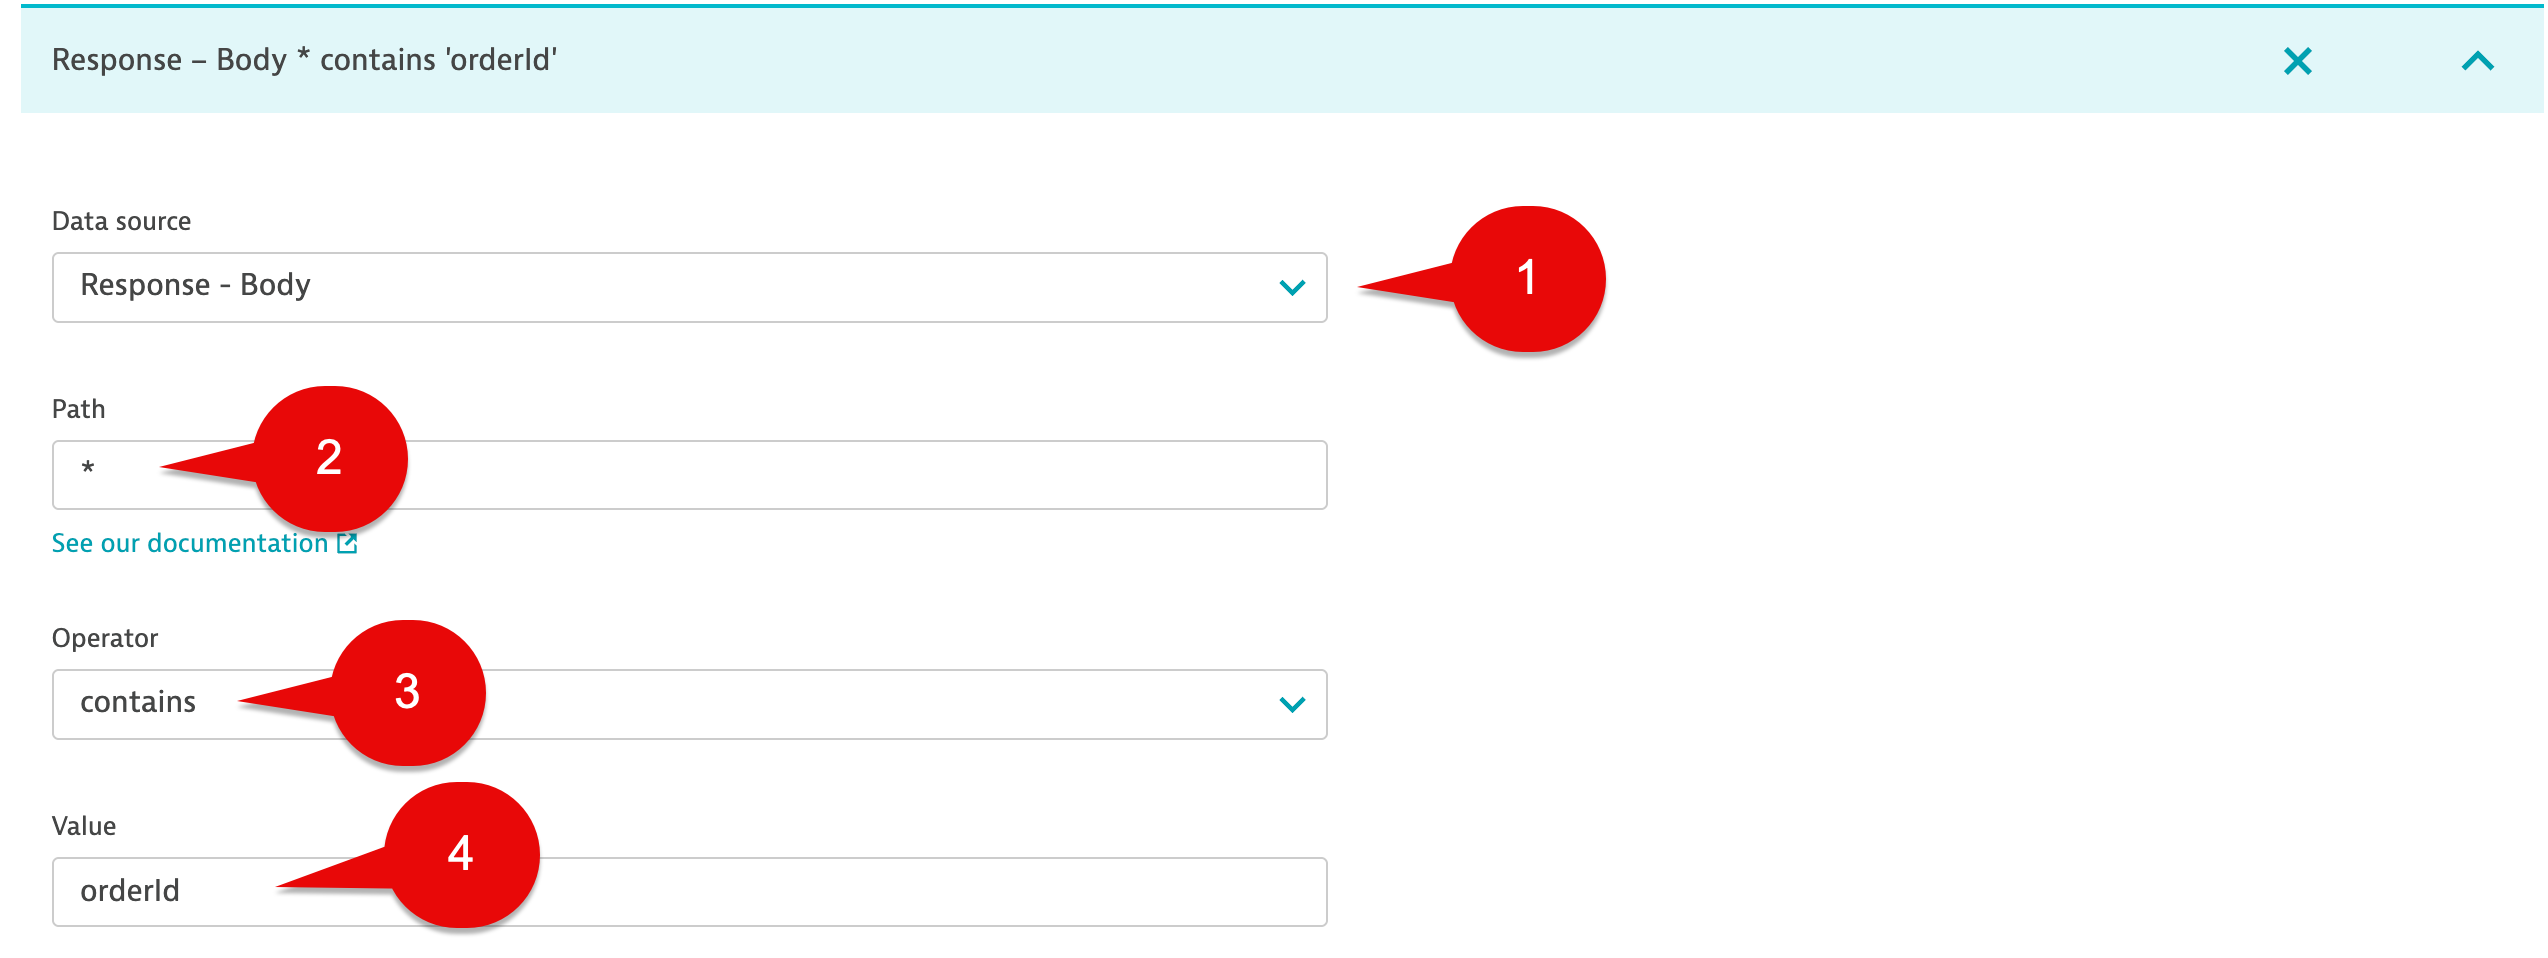 Response – Body * contains 'orderId'
Data source
Response - Body
1
Path
*
2
See our documentation
Operator
contains
3
Value
orderId
4